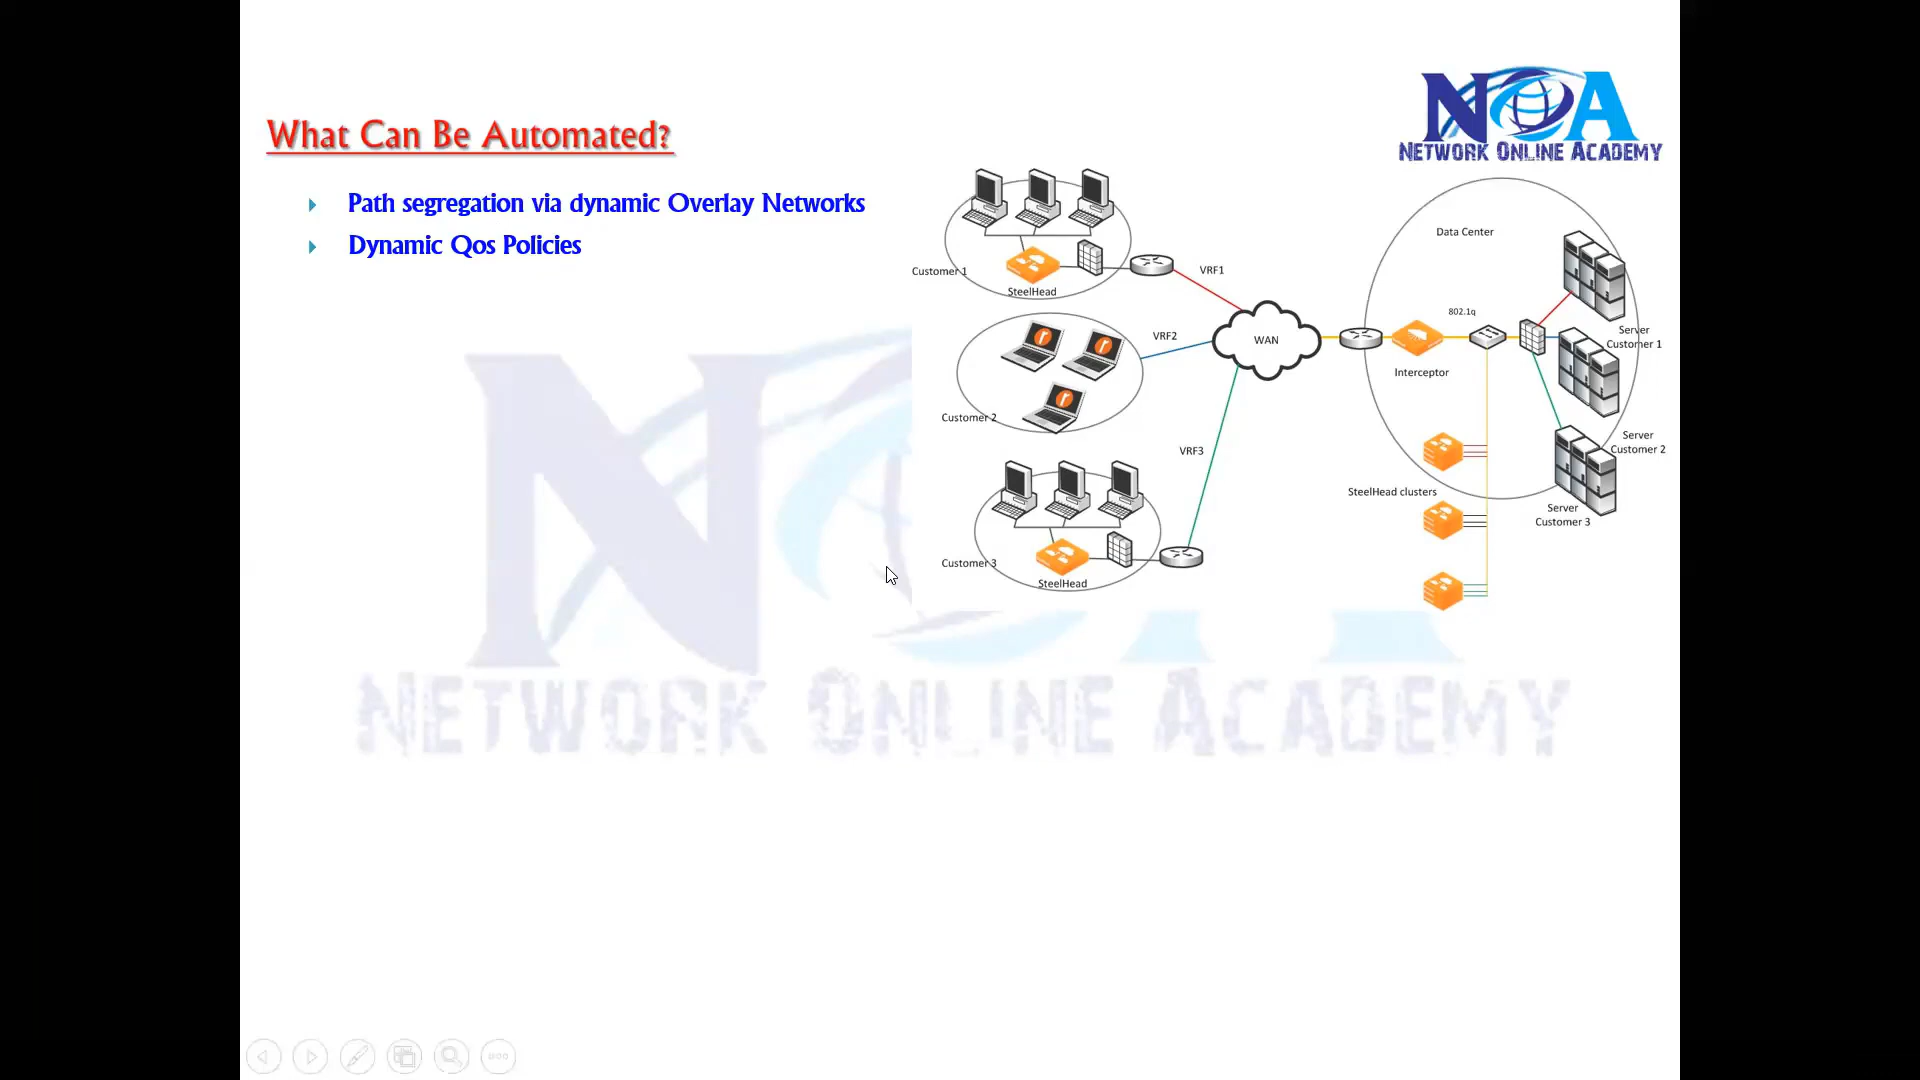 NOA
NETWORK ONLINE ACADEMY
What Can Be Automated?
Path segregation via dynamic Overlay Networks
Dynamic Qos Policies
Customer 1
SteelHead
VRF1
Customer 2
VRF2
WAN
VRF3
Customer 3
SteelHead
Data Center
802.1q
Interceptor
SteelHead clusters
Server
Customer 1
Server
Customer 2
Server
Customer 3
NOA
NETWORK ONLINE ACADEMY